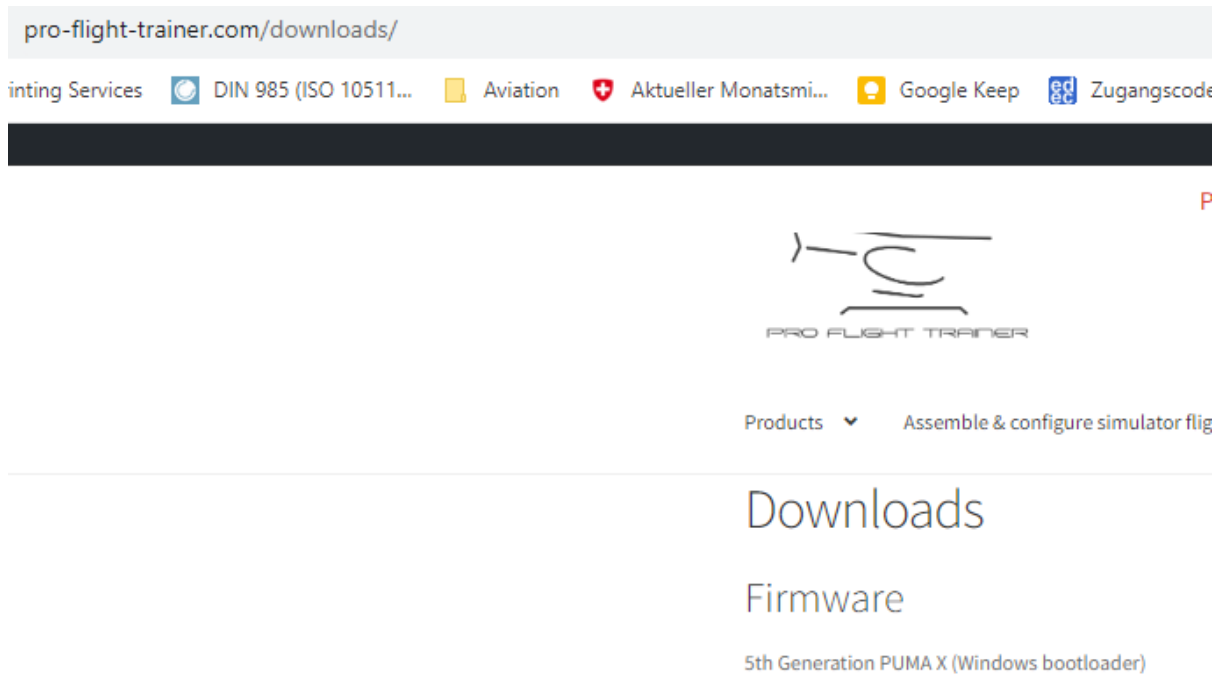 pro-flight-trainer.com/downloads/
inting Services DIN 985 (ISO 10511... Aviation Aktueller Monatsmi... Google Keep Zugangscode
P
PRO FLIGHT TRAINER
Products Assemble & configure simulator flig
Downloads
Firmware
5th Generation PUMA X (Windows bootloader)